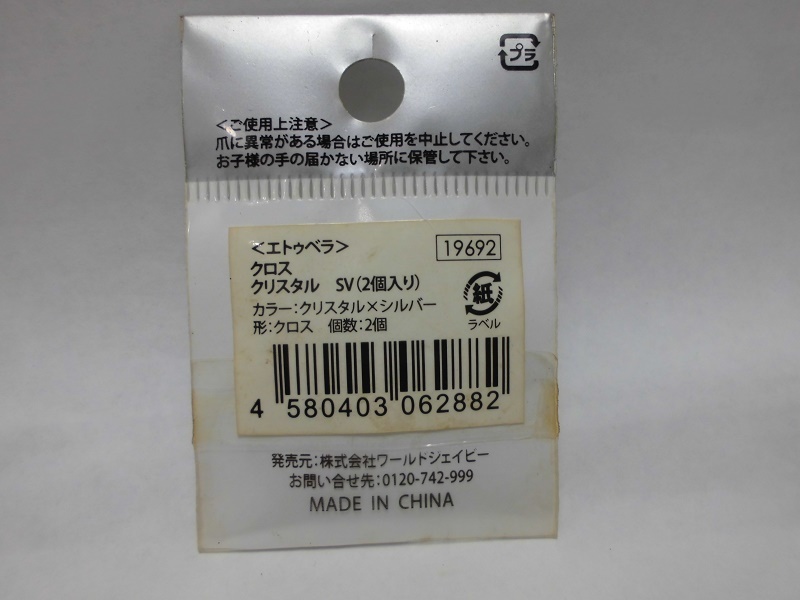 プラ
＜ご使用上注意＞
爪に異常がある場合はご使用を中止してください。
お子様の手の届かない場所に保管して下さい。
＜エトゥベラ＞ 19692
クロス
クリスタル SV（2個入り）
カラー：クリスタル×シルバー
形：クロス 個数：2個
紙
ラベル
4 580403 062882
発売元：株式会社ワールドジェイビー
お問い合せ先：0120-742-999
MADE IN CHINA